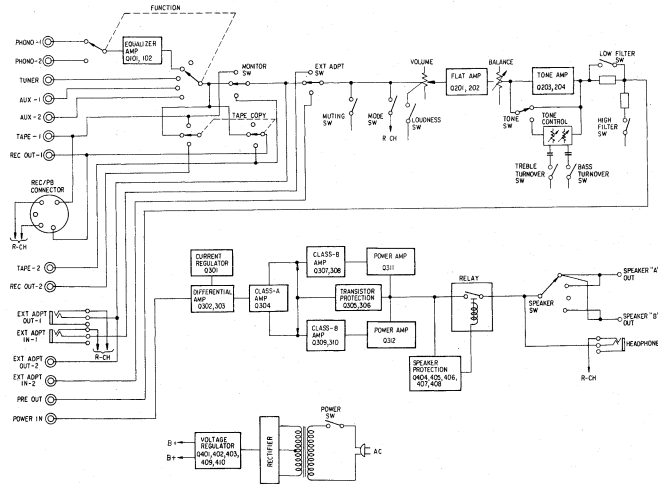 FUNCTION
PHONO-1
EQUALIZER
AMP
Q101, 102
PHONO-2
TUNER
AUX -1
AUX -2
TAPE-1
REC OUT-1
MONITOR
SW
EXT ADPT
SW
TAPE COPY
MUTING SW
MODE SW
R CH
LOUDNESS
SW
VOLUME
FLAT AMP
Q201, 202
BALANCE
TONE AMP
Q203, 204
TONE
SW
TONE
CONTROL
LOW FILTER
SW
HIGH
FILTER
SW
TREBLE
TURNOVER
SW
BASS
TURNOVER
SW
REC/PB
CONNECTOR
R-CH
TAPE-2
REC OUT-2
EXT ADPT
OUT-1
EXT ADPT
IN-1
R-CH
EXT ADPT
OUT-2
EXT ADPT
IN-2
PRE OUT
POWER IN
CURRENT
REGULATOR
Q301
DIFFERENTIAL
AMP
Q302,303
CLASS-A
AMP
Q304
CLASS-B
AMP
Q307,308
POWER AMP
Q311
TRANSISTOR
PROTECTION
Q305,306
CLASS-B
AMP
Q309,310
POWER AMP
Q312
RELAY
SPEAKER
PROTECTION
Q404,405,406,
407,408
SPEAKER
SW
SPEAKER "A"
OUT
SPEAKER "B"
OUT
HEADPHONE
R-CH
B+
B+
VOLTAGE
REGULATOR
Q401,402,403,
409,410
RECTIFIER
POWER
SW
AC